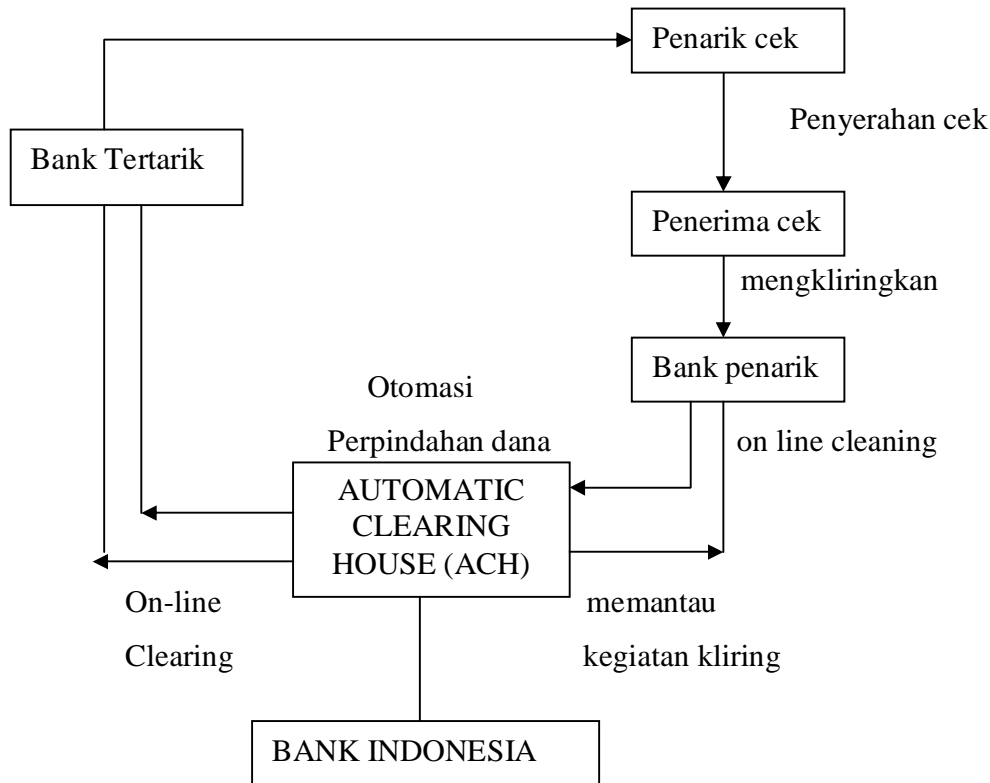 Penarik cek
Penyerahan cek
Bank Tertarik
Penerima cek
mengkliringkan
Bank penarik
Otomasi
Perpindahan dana
on line cleaning
AUTOMATIC
CLEARING
HOUSE (ACH)
On-line
Clearing
memantau
kegiatan kliring
BANK INDONESIA